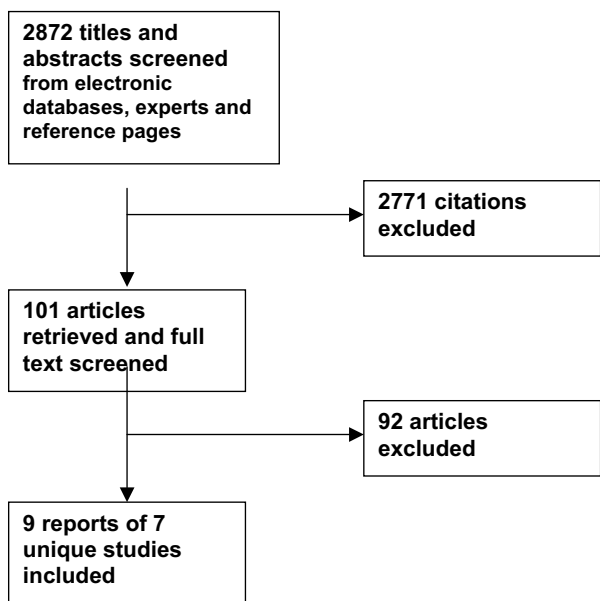 2872 titles and
abstracts screened
from electronic
databases, experts and
reference pages
2771 citations
excluded
101 articles
retrieved and full
text screened
92 articles
excluded
9 reports of 7
unique studies
included